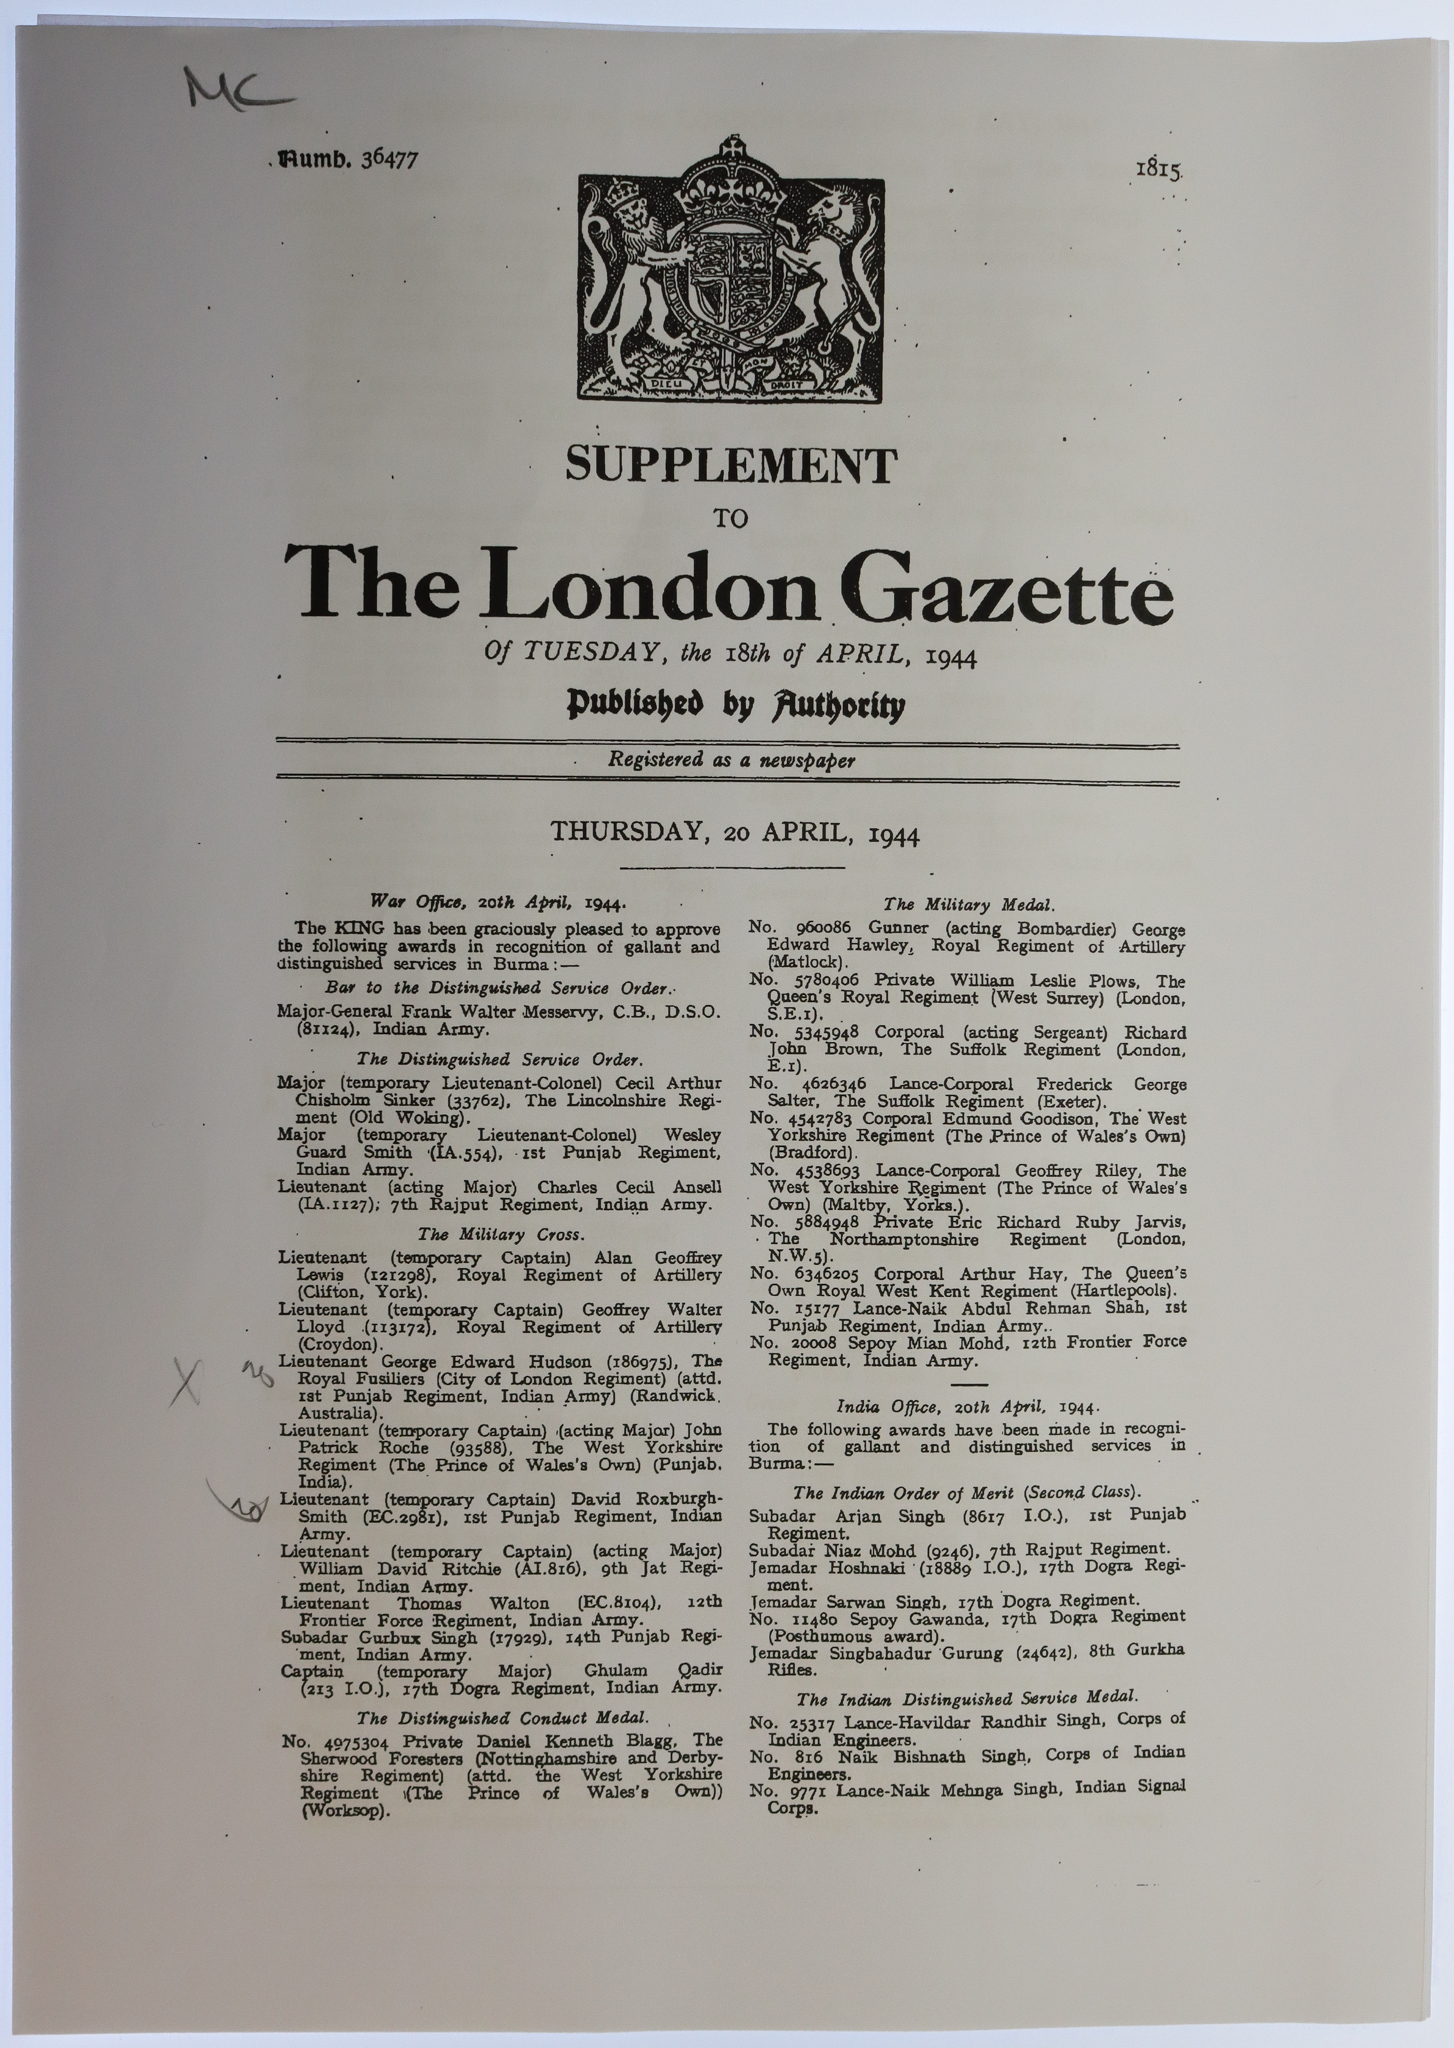 MC
Numb. 36477
1815
DIEU
ET
MON
DROIT
SUPPLEMENT
TO
The London Gazette
Of TUESDAY, the 18th of APRIL, 1944
Published by Authority
Registered as a newspaper
THURSDAY, 20 APRIL, 1944
War Office, 20th April, 1944.
The KING has been graciously pleased to approve
the following awards in recognition of gallant and
distinguished services in Burma:—
Bar to the Distinguished Service Order.
Major-General Frank Walter Messervy, C.B., D.S.O.
(81124), Indian Army.
The Distinguished Service Order.
Major (temporary Lieutenant-Colonel) Cecil Arthur
Chisholm Sinker (33762), The Lincolnshire Regi-
ment (Old Woking).
Major (temporary Lieutenant-Colonel) Wesley
Guard Smith (IA.554), 1st Punjab Regiment,
Indian Army.
Lieutenant (acting Major) Charles Cecil Ansell
(IA.1127); 7th Rajput Regiment, Indian Army.
The Military Cross.
Lieutenant (temporary Captain) Alan Geoffrey
Lewis (121298), Royal Regiment of Artillery
(Clifton, York).
Lieutenant (temporary Captain) Geoffrey Walter
Lloyd (113172), Royal Regiment of Artillery
(Croydon).
X
Lieutenant George Edward Hudson (186975), The
Royal Fusiliers (City of London Regiment) (attd.
1st Punjab Regiment, Indian Army) (Randwick.
Australia).
Lieutenant (temporary Captain) (acting Major) John
Patrick Roche (93588), The West Yorkshire
Regiment (The Prince of Wales's Own) (Punjab.
India).
Lieutenant (temporary Captain) David Roxburgh-
Smith (EC.2981), 1st Punjab Regiment, Indian
Army.
Lieutenant (temporary Captain) (acting Major)
William David Ritchie (AI.816), 9th Jat Regi-
ment, Indian Army.
Lieutenant Thomas Walton (EC.8104), 12th
Frontier Force Regiment, Indian Army.
Subadar Gurbux Singh (17929), 14th Punjab Regi-
ment, Indian Army.
Captain (temporary Major) Ghulam Qadir
(213 I.O.), 17th Dogra Regiment, Indian Army.
The Distinguished Conduct Medal.
No. 4975304 Private Daniel Kenneth Blagg, The
Sherwood Foresters (Nottinghamshire and Derby-
shire Regiment) (attd. the West Yorkshire
Regiment (The Prince of Wales's Own))
(Worksop).
The Military Medal.
No. 960086 Gunner (acting Bombardier) George
Edward Hawley, Royal Regiment of Artillery
(Matlock).
No. 5780406 Private William Leslie Plows, The
Queen's Royal Regiment (West Surrey) (London,
S.E.1).
No. 5345948 Corporal (acting Sergeant) Richard
John Brown, The Suffolk Regiment (London,
E.1).
No. 4626346 Lance-Corporal Frederick George
Salter, The Suffolk Regiment (Exeter).
No. 4542783 Corporal Edmund Goodison, The West
Yorkshire Regiment (The Prince of Wales's Own)
(Bradford).
No. 4538693 Lance-Corporal Geoffrey Riley, The
West Yorkshire Regiment (The Prince of Wales's
Own) (Maltby, Yorks.).
No. 5884948 Private Eric Richard Ruby Jarvis,
The Northamptonshire Regiment (London,
N.W.5).
No. 6346205 Corporal Arthur Hay, The Queen's
Own Royal West Kent Regiment (Hartlepools).
No. 15177 Lance-Naik Abdul Rehman Shah, 1st
Punjab Regiment, Indian Army.
No. 20008 Sepoy Mian Mohd, 12th Frontier Force
Regiment, Indian Army.
India Office, 20th April, 1944.
The following awards have been made in recogni-
tion of gallant and distinguished services in
Burma:—
The Indian Order of Merit (Second Class).
Subadar Arjan Singh (8617 I.O.), 1st Punjab
Regiment.
Subadar Niaz Mohd (9246), 7th Rajput Regiment.
Jemadar Hoshnaki (18889 I.O.), 17th Dogra Regi-
ment.
Jemadar Sarwan Singh, 17th Dogra Regiment.
No. 11480 Sepoy Gawanda, 17th Dogra Regiment
(Posthumous award).
Jemadar Singbahadur Gurung (24642), 8th Gurkha
Rifles.
The Indian Distinguished Service Medal.
No. 25317 Lance-Havildar Randhir Singh, Corps of
Indian Engineers.
No. 816 Naik Bishnath Singh, Corps of Indian
Engineers.
No. 9771 Lance-Naik Mehnga Singh, Indian Signal
Corps.